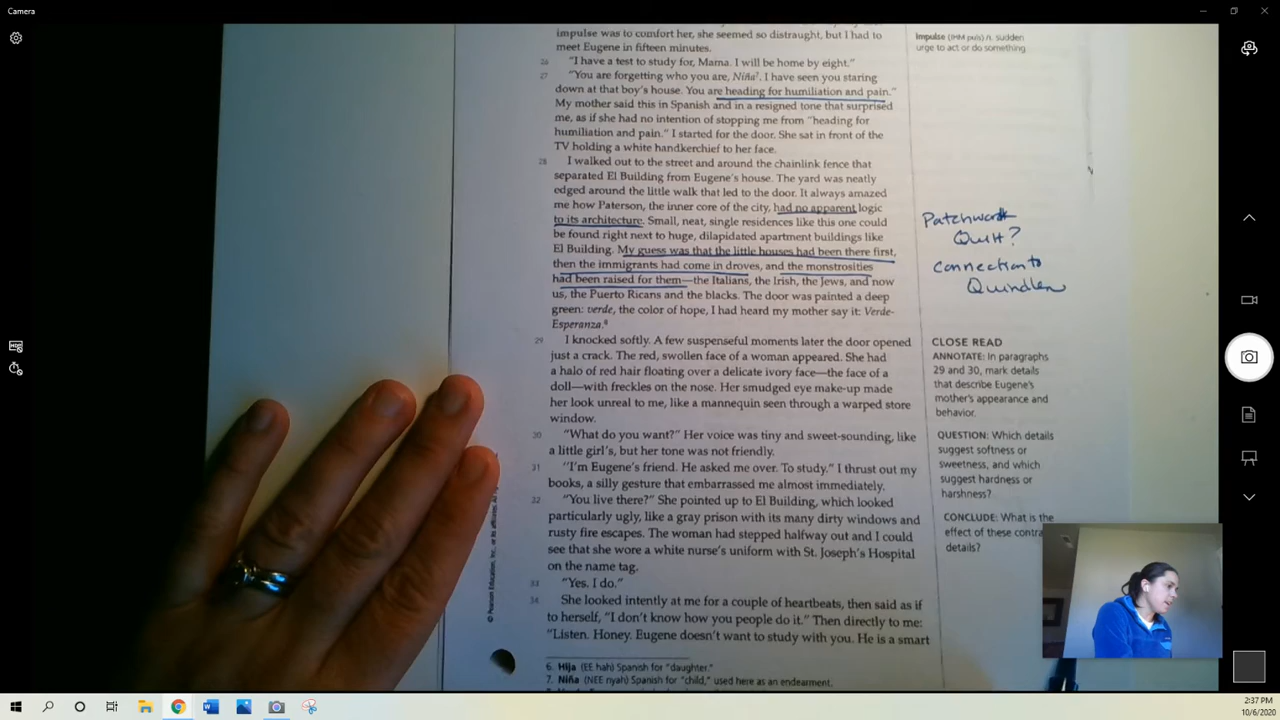 Camera
impulse was to comfort her, she seemed so distraught, but I had to
meet Eugene in fifteen minutes.
26 "I have a test to study for, Mama. I will be home by eight."
27 "You are forgetting who you are, Niña7. I have seen you staring
down at that boy's house. You are heading for humiliation and pain."
My mother said this in Spanish and in a resigned tone that surprised
me, as if she had no intention of stopping me from "heading for
humiliation and pain." I started for the door. She sat in front of the
TV holding a white handkerchief to her face.
28 I walked out to the street and around the chainlink fence that
separated El Building from Eugene's house. The yard was neatly
edged around the little walk that led to the door. It always amazed
me how Paterson, the inner core of the city, had no apparent logic
to its architecture. Small, neat, single residences like this one could
be found right next to huge, dilapidated apartment buildings like
El Building. My guess was that the little houses had been there first,
then the immigrants had come in droves, and the monstrosities
had been raised for them—the Italians, the Irish, the Jews, and now
us, the Puerto Ricans and the blacks. The door was painted a deep
green: verde, the color of hope, I had heard my mother say it: Verde-
Esperanza.8
29 I knocked softly. A few suspenseful moments later the door opened
just a crack. The red, swollen face of a woman appeared. She had
a halo of red hair floating over a delicate ivory face—the face of a
doll—with freckles on the nose. Her smudged eye make-up made
her look unreal to me, like a mannequin seen through a warped store
window.
30 "What do you want?" Her voice was tiny and sweet-sounding, like
a little girl's, but her tone was not friendly.
31 "I'm Eugene's friend. He asked me over. To study." I thrust out my
books, a silly gesture that embarrassed me almost immediately.
32 "You live there?" She pointed up to El Building, which looked
particularly ugly, like a gray prison with its many dirty windows and
rusty fire escapes. The woman had stepped halfway out and I could
see that she wore a white nurse's uniform with St. Joseph's Hospital
on the name tag.
33 "Yes. I do."
34 She looked intently at me for a couple of heartbeats, then said as if
to herself, "I don't know how you people do it." Then directly to me:
"Listen. Honey. Eugene doesn't want to study with you. He is a smart
6. Hija (EE hah) Spanish for "daughter."
7. Niña (NEE nyah) Spanish for "child," used here as an endearment.
impulse (IHM puls) n. sudden
urge to act or do something
Patchwork
Quilt?
Connection to
Quindlen
CLOSE READ
ANNOTATE: In paragraphs
29 and 30, mark details
that describe Eugene's
mother's appearance and
behavior.
QUESTION: Which details
suggest softness or
sweetness, and which
suggest hardness or
harshness?
CONCLUDE: What is the
effect of these
details?
© Pearson Education, Inc., or its affiliates.
2:37 PM
10/6/2020